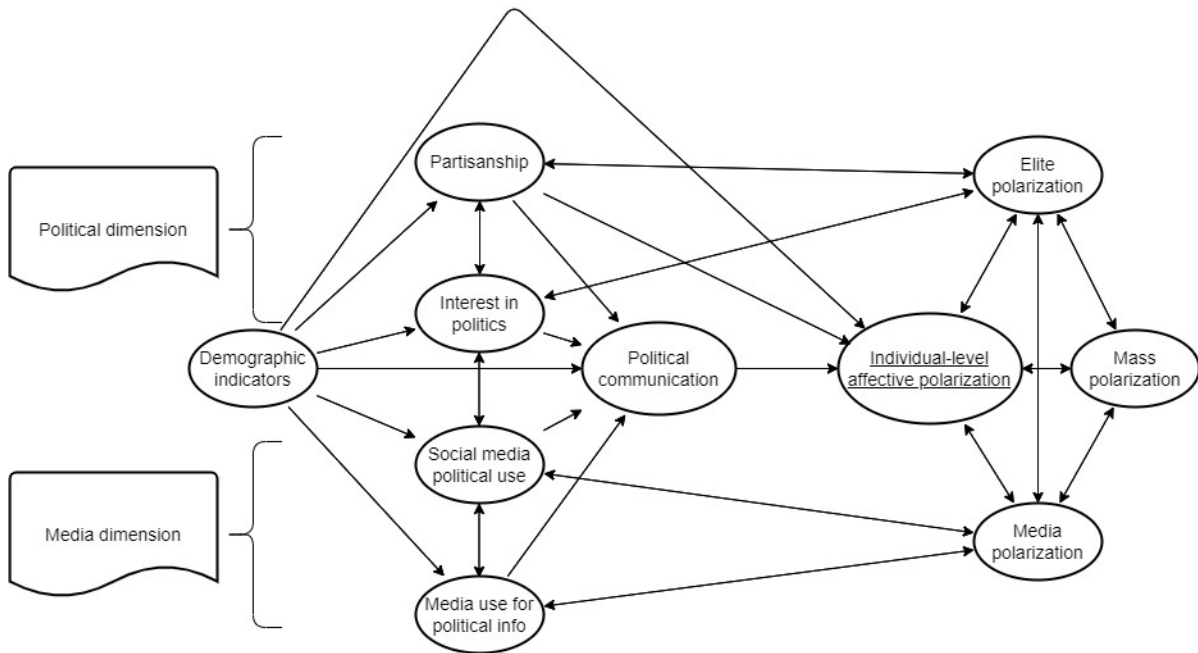 Partisanship
Elite
polarization
Political dimension
Interest in
politics
Demographic
indicators
Political
communication
Individual-level
affective polarization
Mass
polarization
Social media
political use
Media dimension
Media
polarization
Media use for
political info